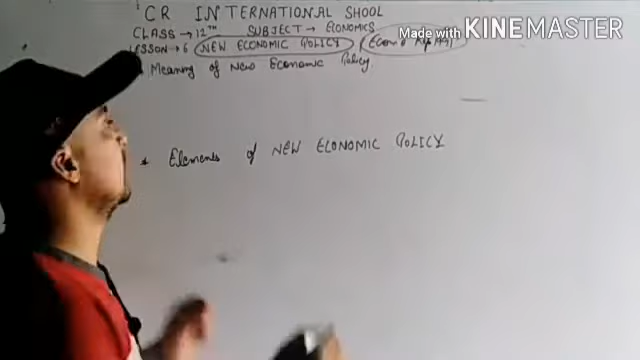 CR INTERNATIONAL SHOOL
Made with KINEMASTER
CLASS → 12TH SUBJECT → ECONOMICS
LESSON → 6 NEW ECONOMIC POLICY
Meaning of New Economic Policy
* Elements of NEW ECONOMIC POLICY